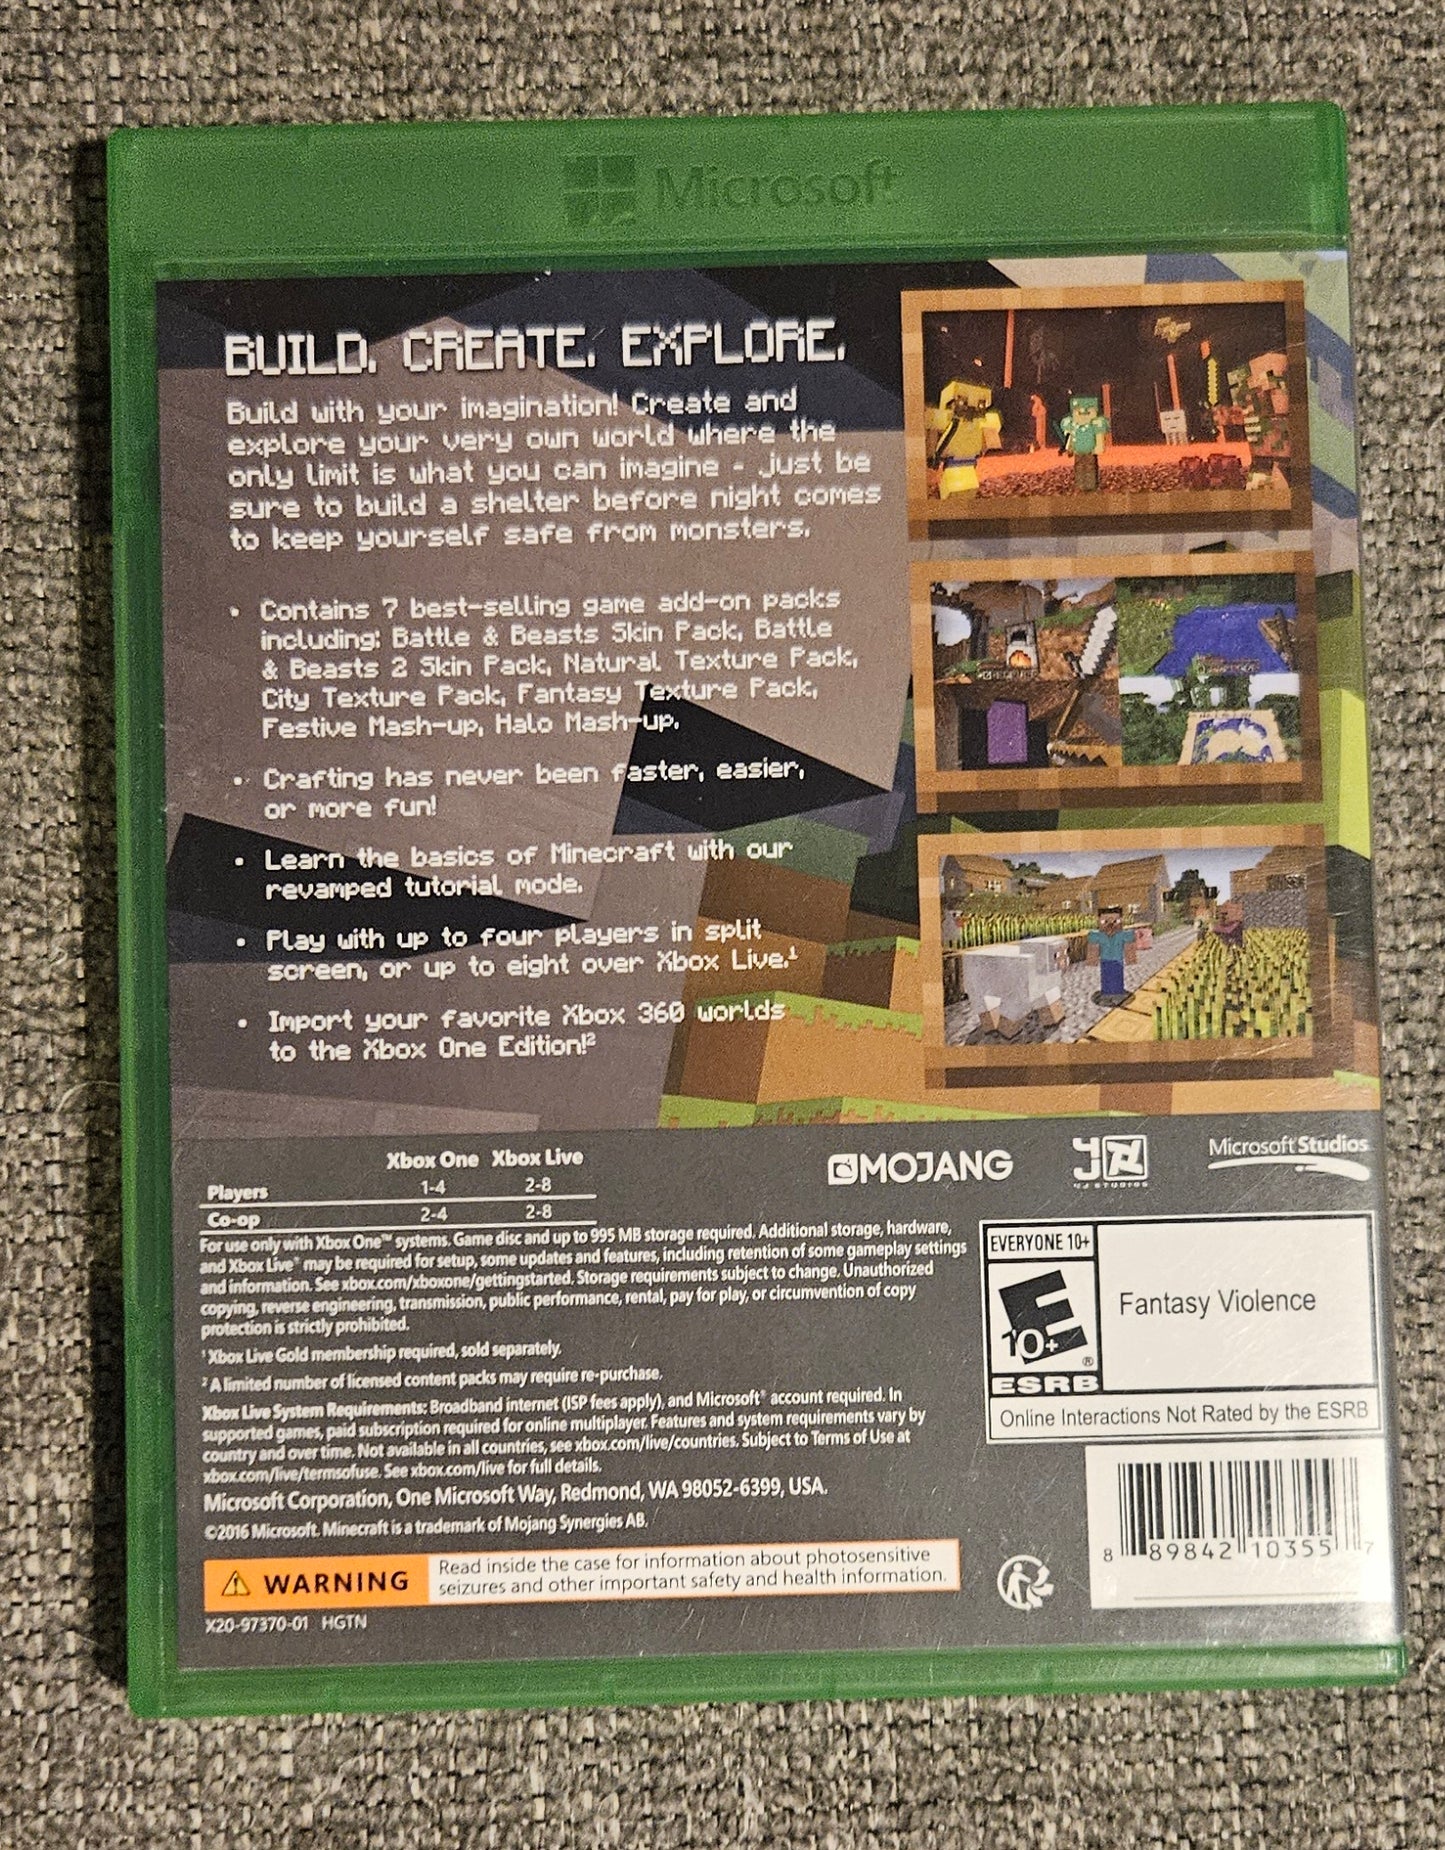 Microsoft
BUILD. CREATE. EXPLORE.
Build with your imagination! Create and
explore your very own world where the
only limit is what you can imagine - just be
sure to build a shelter before night comes
to keep yourself safe from monsters.
• Contains 7 best-selling game add-on packs
including: Battle & Beasts Skin Pack, Battle
& Beasts 2 Skin Pack, Natural Texture Pack,
City Texture Pack, Fantasy Texture Pack,
Festive Mash-up, Halo Mash-up.
• Crafting has never been faster, easier,
or more fun!
• Learn the basics of Minecraft with our
revamped tutorial mode.
• Play with up to four players in split
screen, or up to eight over Xbox Live.¹
• Import your favorite Xbox 360 worlds
to the Xbox One Edition!²
Xbox One Xbox Live
Players 1-4 2-8
Co-op 2-4 2-8
MOJANG
4J STUDIOS
Microsoft Studios
For use only with Xbox One™ systems. Game disc and up to 995 MB storage required. Additional storage, hardware,
and Xbox Live® may be required for setup, some updates and features, including retention of some gameplay settings
and information. See xbox.com/xboxone/gettingstarted. Storage requirements subject to change. Unauthorized
copying, reverse engineering, transmission, public performance, rental, pay for play, or circumvention of copy
protection is strictly prohibited.
¹ Xbox Live Gold membership required, sold separately.
² A limited number of licensed content packs may require re-purchase.
Xbox Live System Requirements: Broadband internet (ISP fees apply), and Microsoft® account required. In
supported games, paid subscription required for online multiplayer. Features and system requirements vary by
country and over time. Not available in all countries, see xbox.com/live/countries. Subject to Terms of Use at
xbox.com/live/termsofuse. See xbox.com/live for full details.
Microsoft Corporation, One Microsoft Way, Redmond, WA 98052-6399, USA.
©2016 Microsoft. Minecraft is a trademark of Mojang Synergies AB.
EVERYONE 10+
E
10+
®
ESRB
Fantasy Violence
Online Interactions Not Rated by the ESRB
8 89842 10355 7
WARNING
Read inside the case for information about photosensitive
seizures and other important safety and health information.
X20-97370-01 HGTN